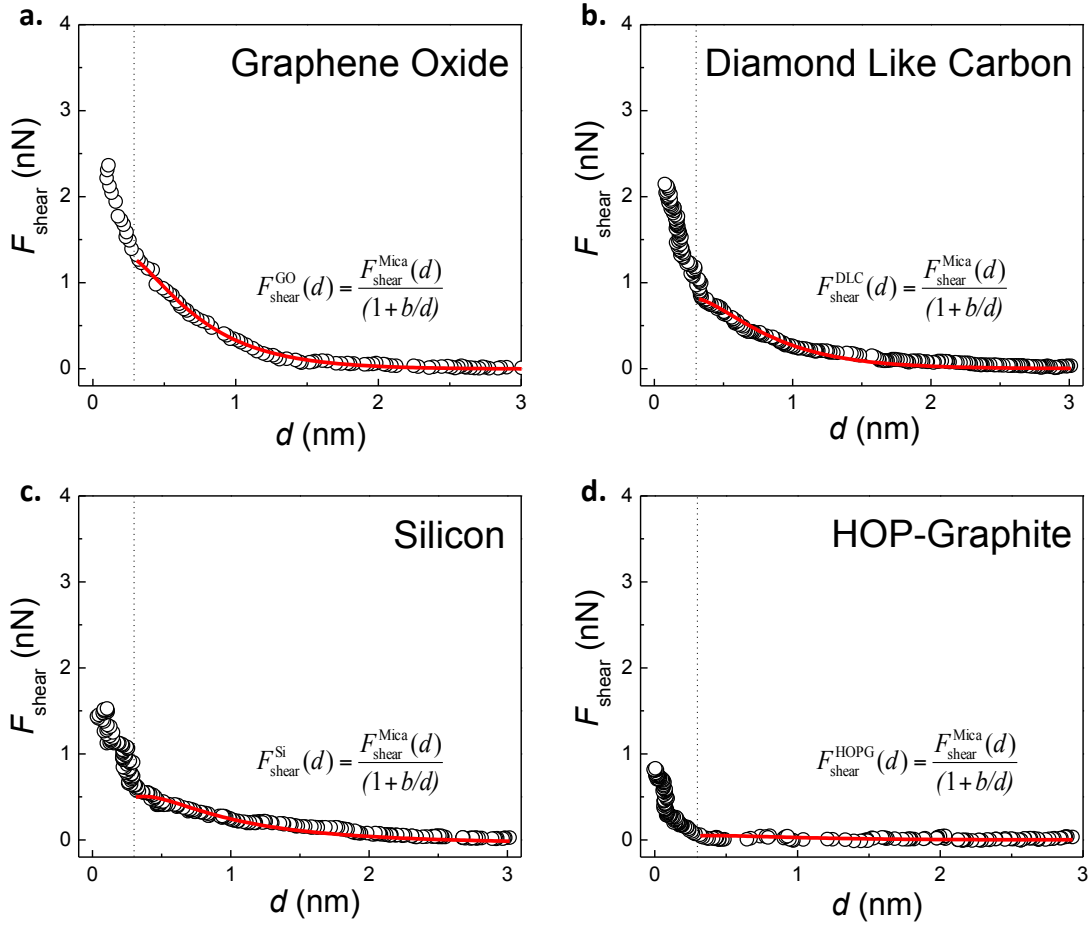 a.
Graphene Oxide
F_shear (nN)
4
3
2
1
0
F_shear^GO(d) = F_shear^Mica(d) / (1+b/d)
0 1 2 3
d (nm)
b.
Diamond Like Carbon
F_shear (nN)
4
3
2
1
0
F_shear^DLC(d) = F_shear^Mica(d) / (1+b/d)
0 1 2 3
d (nm)
c.
Silicon
F_shear (nN)
4
3
2
1
0
F_shear^Si(d) = F_shear^Mica(d) / (1+b/d)
0 1 2 3
d (nm)
d.
HOP-Graphite
F_shear (nN)
4
3
2
1
0
F_shear^HOPG(d) = F_shear^Mica(d) / (1+b/d)
0 1 2 3
d (nm)